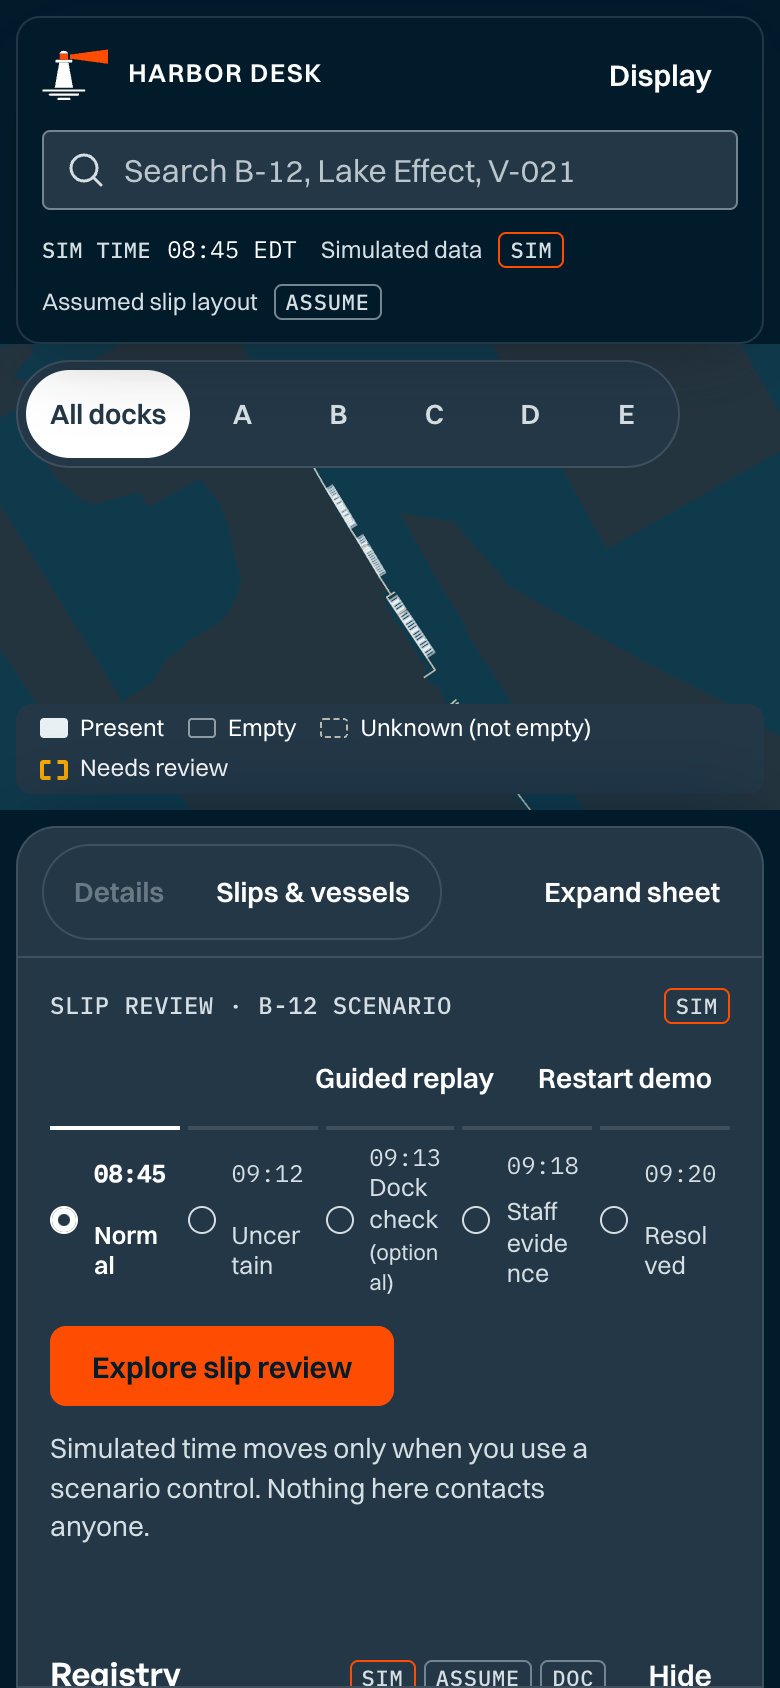 HARBOR DESK
Display
Search B-12, Lake Effect, V-021
SIM TIME 08:45 EDT Simulated data SIM
Assumed slip layout ASSUME
All docks A B C D E
Present Empty Unknown (not empty)
Needs review
Details Slips & vessels Expand sheet
SLIP REVIEW · B-12 SCENARIO SIM
Guided replay Restart demo
08:45
Norm
al
09:12
Uncer
tain
09:13
Dock
check
(option
al)
09:18
Staff
evide
nce
09:20
Resol
ved
Explore slip review
Simulated time moves only when you use a
scenario control. Nothing here contacts
anyone.
Registry SIM ASSUME DOC Hide